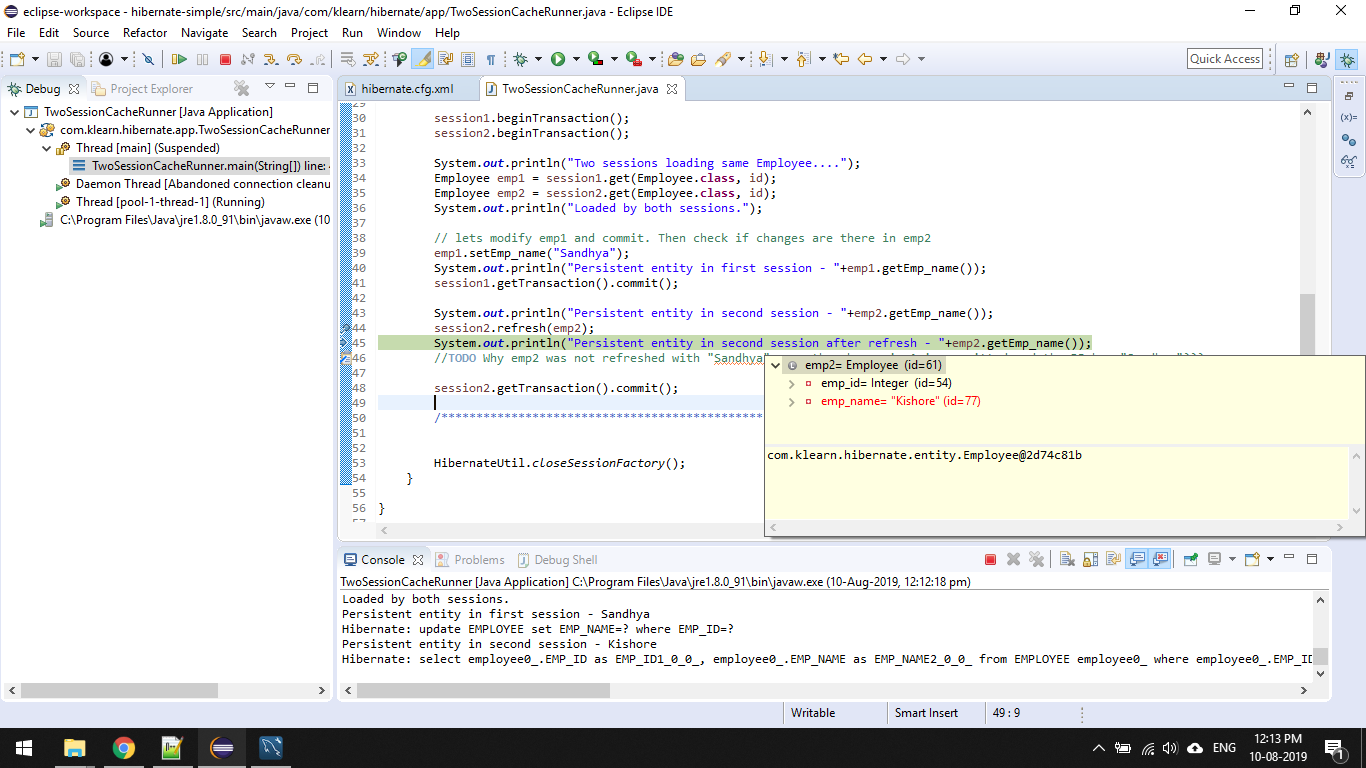 eclipse-workspace - hibernate-simple/src/main/java/com/klearn/hibernate/app/TwoSessionCacheRunner.java - Eclipse IDE
File Edit Source Refactor Navigate Search Project Run Window Help
Quick Access
Debug Project Explorer
hibernate.cfg.xml TwoSessionCacheRunner.java
TwoSessionCacheRunner [Java Application]
com.klearn.hibernate.app.TwoSessionCacheRunner
Thread [main] (Suspended)
TwoSessionCacheRunner.main(String[]) line:
Daemon Thread [Abandoned connection cleanu
Thread [pool-1-thread-1] (Running)
C:\Program Files\Java\jre1.8.0_91\bin\javaw.exe (10
29
30 session1.beginTransaction();
31 session2.beginTransaction();
32
33 System.out.println("Two sessions loading same Employee....");
34 Employee emp1 = session1.get(Employee.class, id);
35 Employee emp2 = session2.get(Employee.class, id);
36 System.out.println("Loaded by both sessions.");
37
38 // lets modify emp1 and commit. Then check if changes are there in emp2
39 emp1.setEmp_name("Sandhya");
40 System.out.println("Persistent entity in first session - "+emp1.getEmp_name());
41 session1.getTransaction().commit();
42
43 System.out.println("Persistent entity in second session - "+emp2.getEmp_name());
44 session2.refresh(emp2);
45 System.out.println("Persistent entity in second session after refresh - "+emp2.getEmp_name());
46 //TODO Why emp2 was not refreshed with "Sandhya"
47
48 session2.getTransaction().commit();
49
50 /***********************************************
51
52
53 HibernateUtil.closeSessionFactory();
54 }
55
56 }
57
emp2= Employee (id=61)
emp_id= Integer (id=54)
emp_name= "Kishore" (id=77)
com.klearn.hibernate.entity.Employee@2d74c81b
Console Problems Debug Shell
TwoSessionCacheRunner [Java Application] C:\Program Files\Java\jre1.8.0_91\bin\javaw.exe (10-Aug-2019, 12:12:18 pm)
Loaded by both sessions.
Persistent entity in first session - Sandhya
Hibernate: update EMPLOYEE set EMP_NAME=? where EMP_ID=?
Persistent entity in second session - Kishore
Hibernate: select employee0_.EMP_ID as EMP_ID1_0_0_, employee0_.EMP_NAME as EMP_NAME2_0_0_ from EMPLOYEE employee0_ where employee0_.EMP_ID
Writable Smart Insert 49 : 9
ENG
12:13 PM
10-08-2019
1